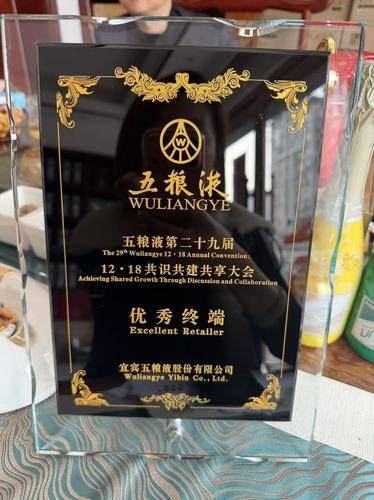 W
五粮液
WULIANGYE
五粮液第二十九届
The 29th Wuliangye 12·18 Annual Convention:
12·18共识共建共享大会
Achieving Shared Growth Through Discussion and Collaboration
优秀终端
Excellent Retailer
宜宾五粮液股份有限公司
Wuliangye Yibin Co., Ltd.